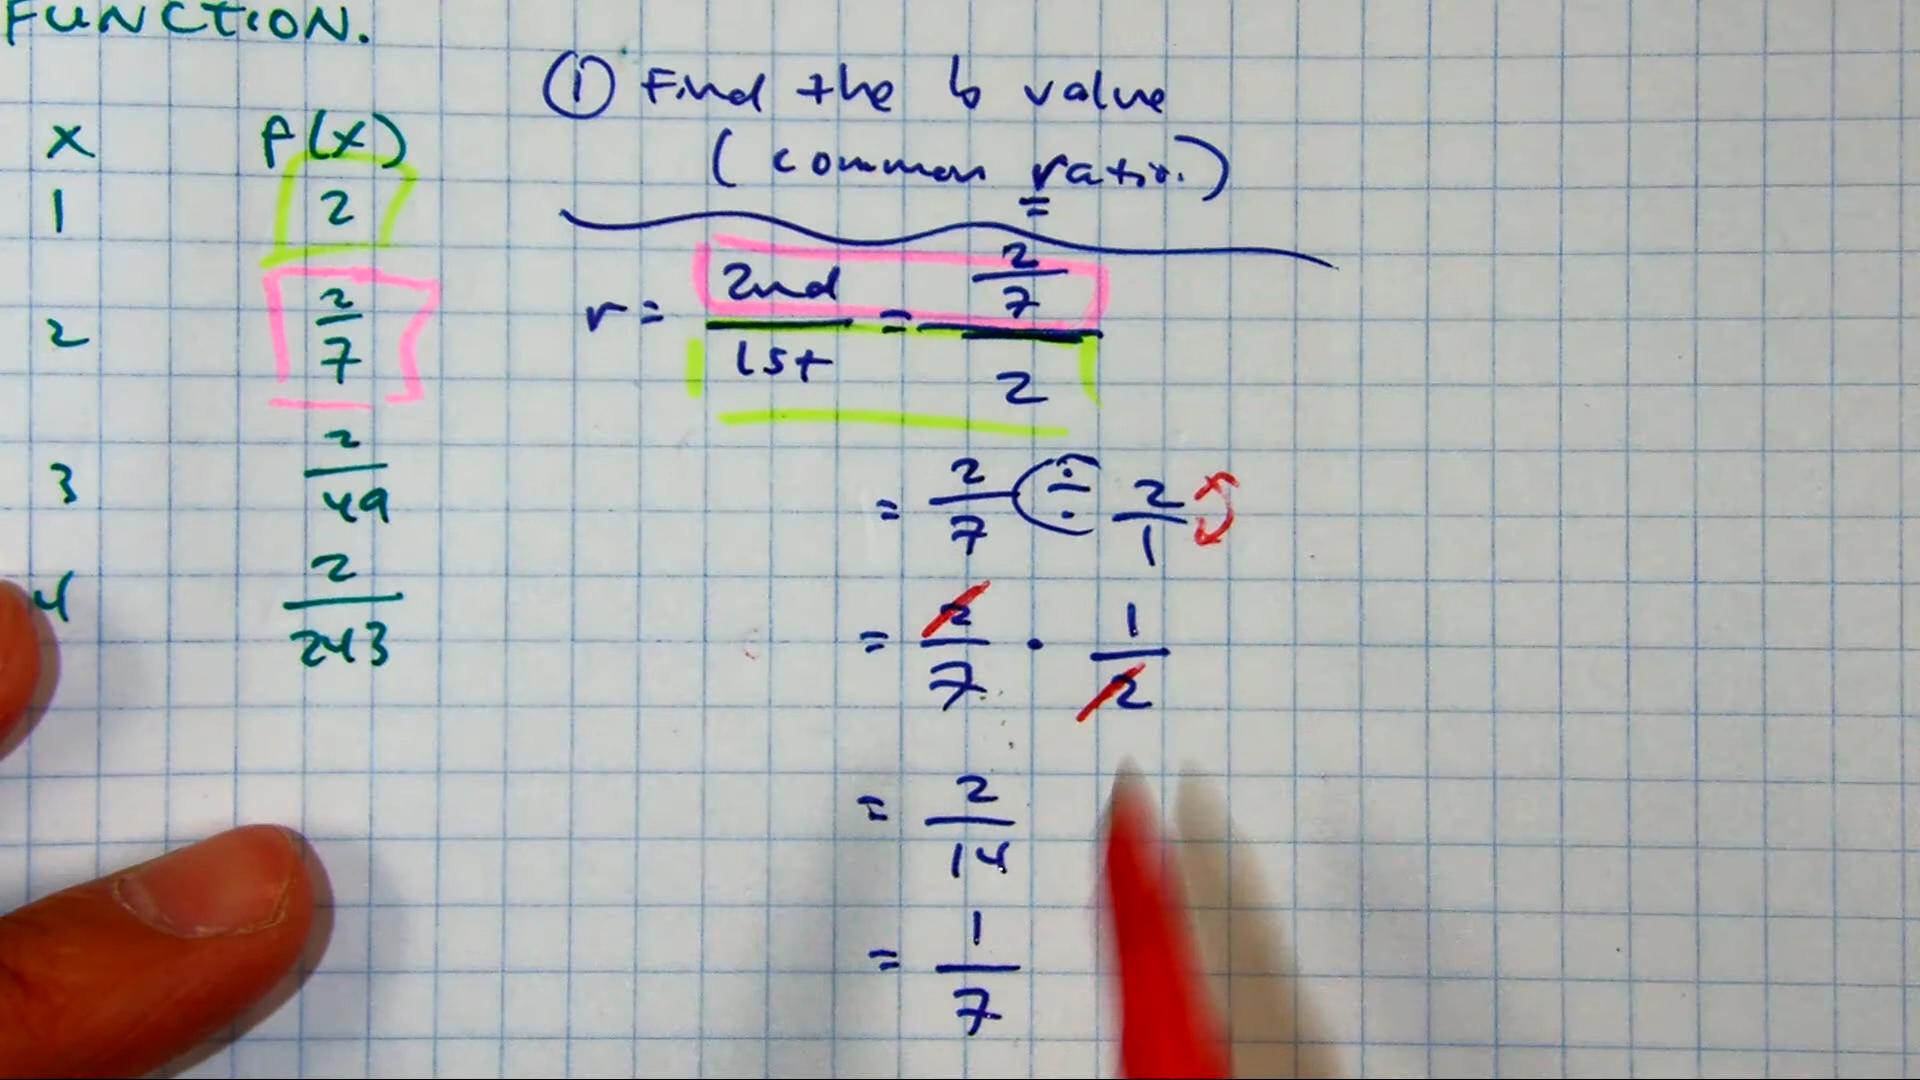 FUNCTION.
x f(x)
1 2
2 2/7
3 2/49
4 2/243
① Find the b value
(common ratio.)
r = 2nd/1st = 2/7 / 2
= 2/7 ÷ 2/1
= 2/7 · 1/2
= 2/14
= 1/7